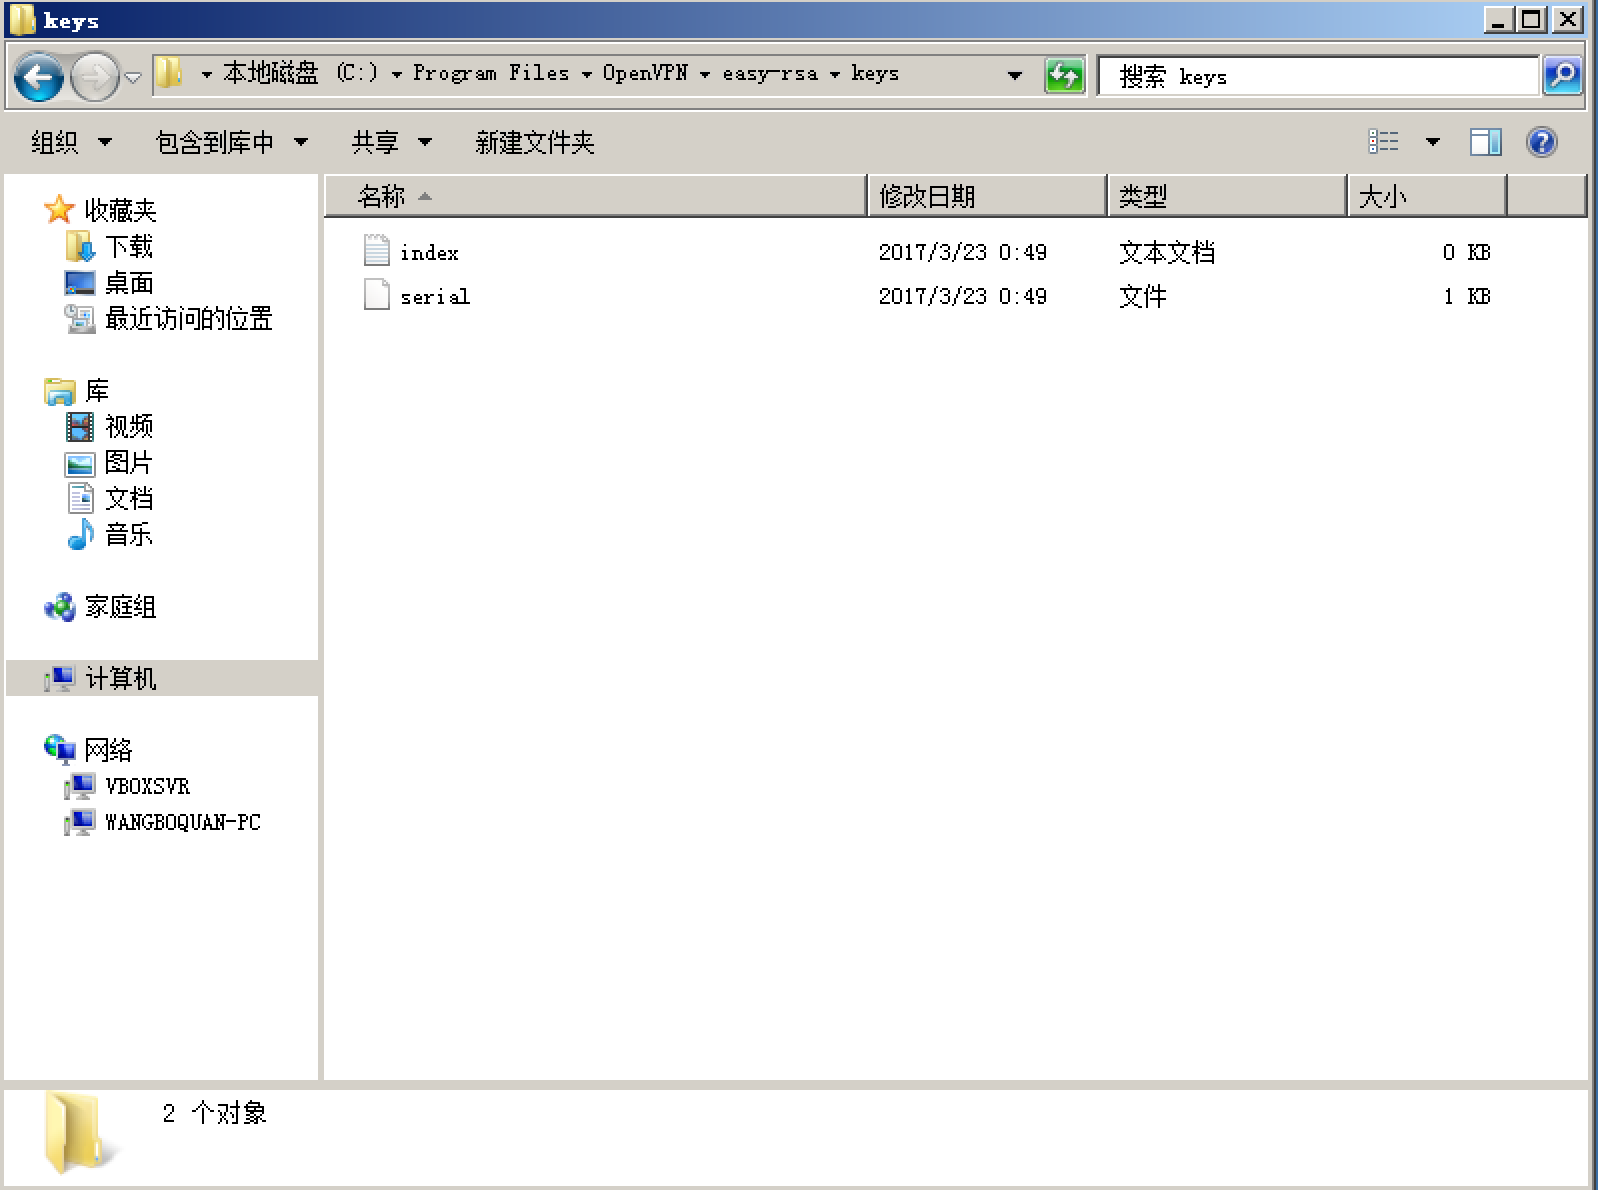 keys
本地磁盘 (C:) Program Files OpenVPN easy-rsa keys
搜索 keys
组织 包含到库中 共享 新建文件夹
收藏夹
下载
桌面
最近访问的位置
库
视频
图片
文档
音乐
家庭组
计算机
网络
VBOXSVR
WANGBOQUAN-PC
名称 修改日期 类型 大小
index 2017/3/23 0:49 文本文档 0 KB
serial 2017/3/23 0:49 文件 1 KB
2 个对象